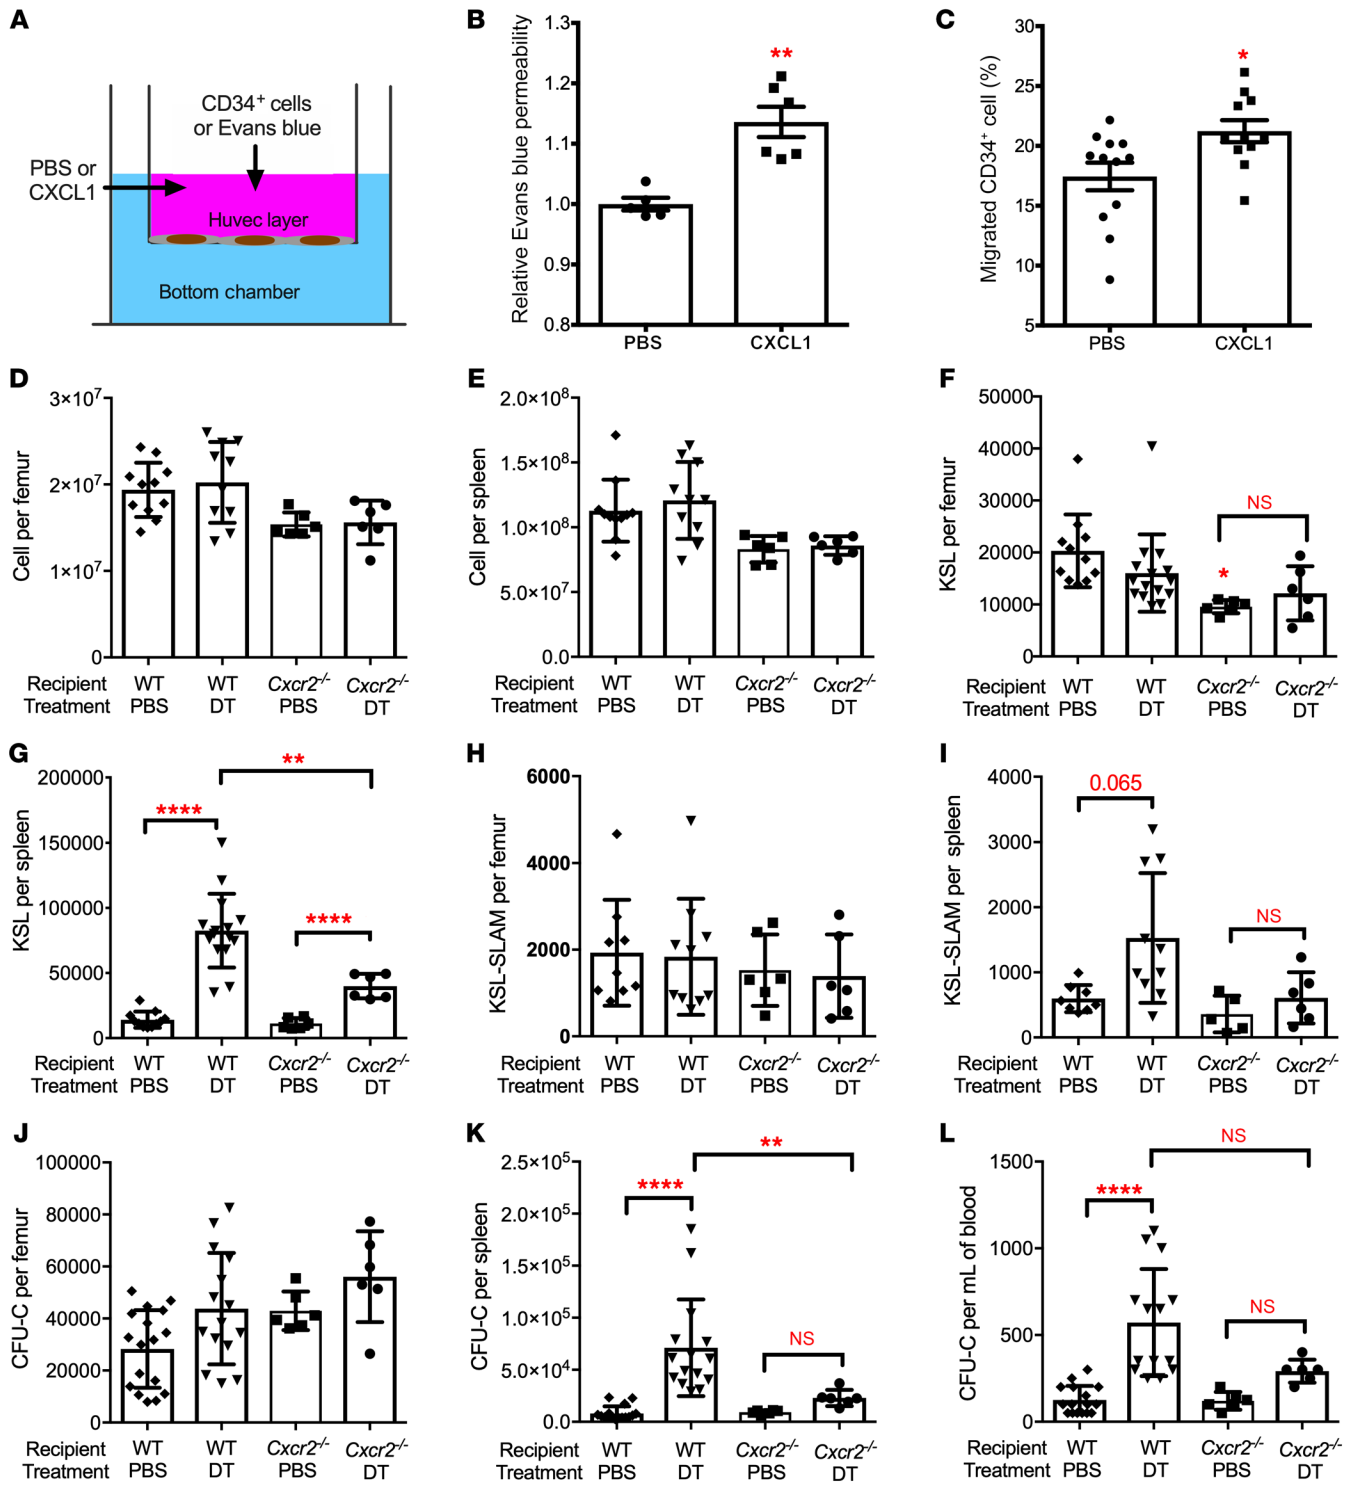 A
CD34+ cells
or Evans blue
PBS or
CXCL1
Huvec layer
Bottom chamber
B
Relative Evans blue permeability
1.3
1.2
1.1
1.0
0.9
0.8
**
PBS CXCL1
C
Migrated CD34+ cell (%)
30
25
20
15
10
5
*
PBS CXCL1
D
Cell per femur
3×10⁷
2×10⁷
1×10⁷
0
Recipient WT WT Cxcr2-/- Cxcr2-/-
Treatment PBS DT PBS DT
E
Cell per spleen
2.0×10⁸
1.5×10⁸
1.0×10⁸
5.0×10⁷
0.0
Recipient WT WT Cxcr2-/- Cxcr2-/-
Treatment PBS DT PBS DT
F
KSL per femur
50000
40000
30000
20000
10000
0
NS
*
Recipient WT WT Cxcr2-/- Cxcr2-/-
Treatment PBS DT PBS DT
G
KSL per spleen
200000
150000
100000
50000
0
**
****
****
Recipient WT WT Cxcr2-/- Cxcr2-/-
Treatment PBS DT PBS DT
H
KSL-SLAM per femur
6000
4000
2000
0
Recipient WT WT Cxcr2-/- Cxcr2-/-
Treatment PBS DT PBS DT
I
KSL-SLAM per spleen
4000
3000
2000
1000
0
0.065
NS
Recipient WT WT Cxcr2-/- Cxcr2-/-
Treatment PBS DT PBS DT
J
CFU-C per femur
100000
80000
60000
40000
20000
0
Recipient WT WT Cxcr2-/- Cxcr2-/-
Treatment PBS DT PBS DT
K
CFU-C per spleen
2.5×10⁵
2.0×10⁵
1.5×10⁵
1.0×10⁵
5.0×10⁴
0.0
**
****
NS
Recipient WT WT Cxcr2-/- Cxcr2-/-
Treatment PBS DT PBS DT
L
CFU-C per mL of blood
1500
1000
500
0
NS
****
NS
Recipient WT WT Cxcr2-/- Cxcr2-/-
Treatment PBS DT PBS DT